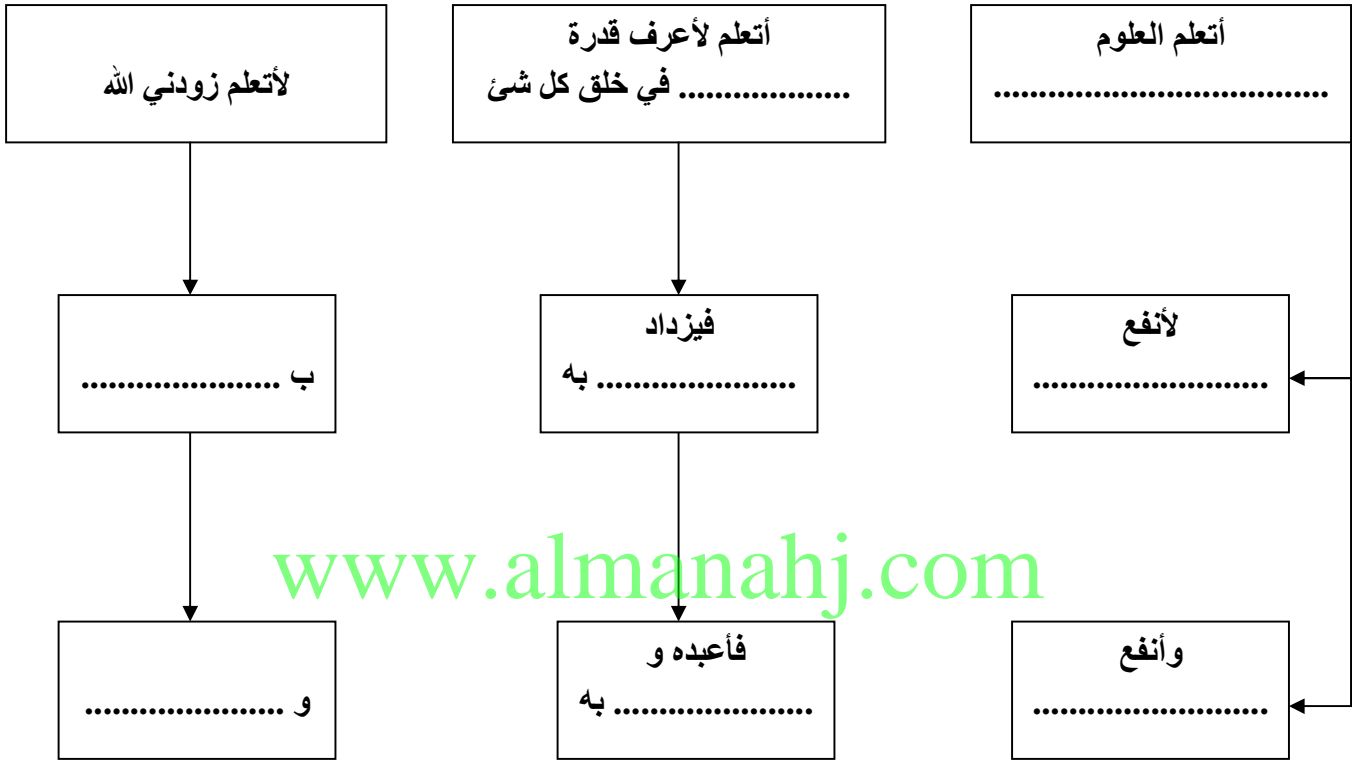 أتعلم العلوم
.....................................
أتعلم لأعرف قدرة
................... في خلق كل شئ
لأتعلم زودني الله
لأنفع
..........................
فيزداد
...................... به
ب ......................
www.almanahj.com
وأنفع
..........................
فأعبده و
...................... به
و ......................